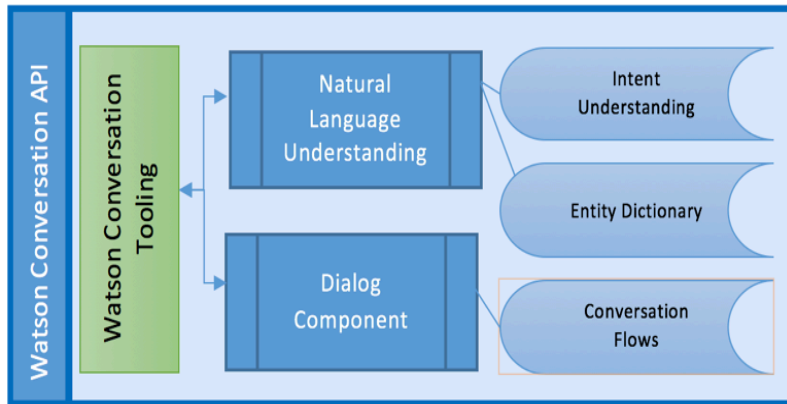 Watson Conversation API
Watson Conversation
Tooling
Natural
Language
Understanding
Dialog
Component
Intent
Understanding
Entity Dictionary
Conversation
Flows